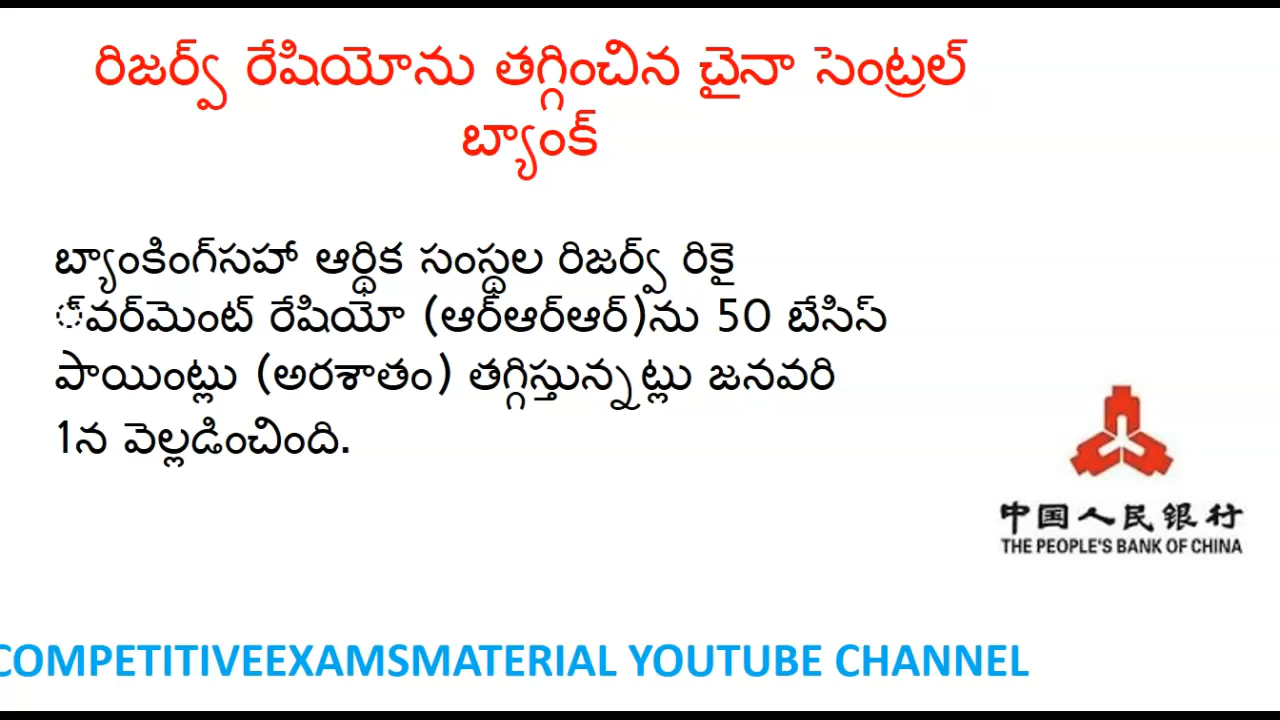 రిజర్వ్ రేషియోను తగ్గించిన చైనా సెంట్రల్
బ్యాంక్
బ్యాంకింగ్‌సహా ఆర్థిక సంస్థల రిజర్వ్ రికై
్వర్‌మెంట్ రేషియో (ఆర్ఆర్ఆర్)ను 50 బేసిస్
పాయింట్లు (అరశాతం) తగ్గిస్తున్నట్లు జనవరి
1న వెల్లడించింది.
中国人民银行
THE PEOPLE'S BANK OF CHINA
COMPETITIVEEXAMSMATERIAL YOUTUBE CHANNEL